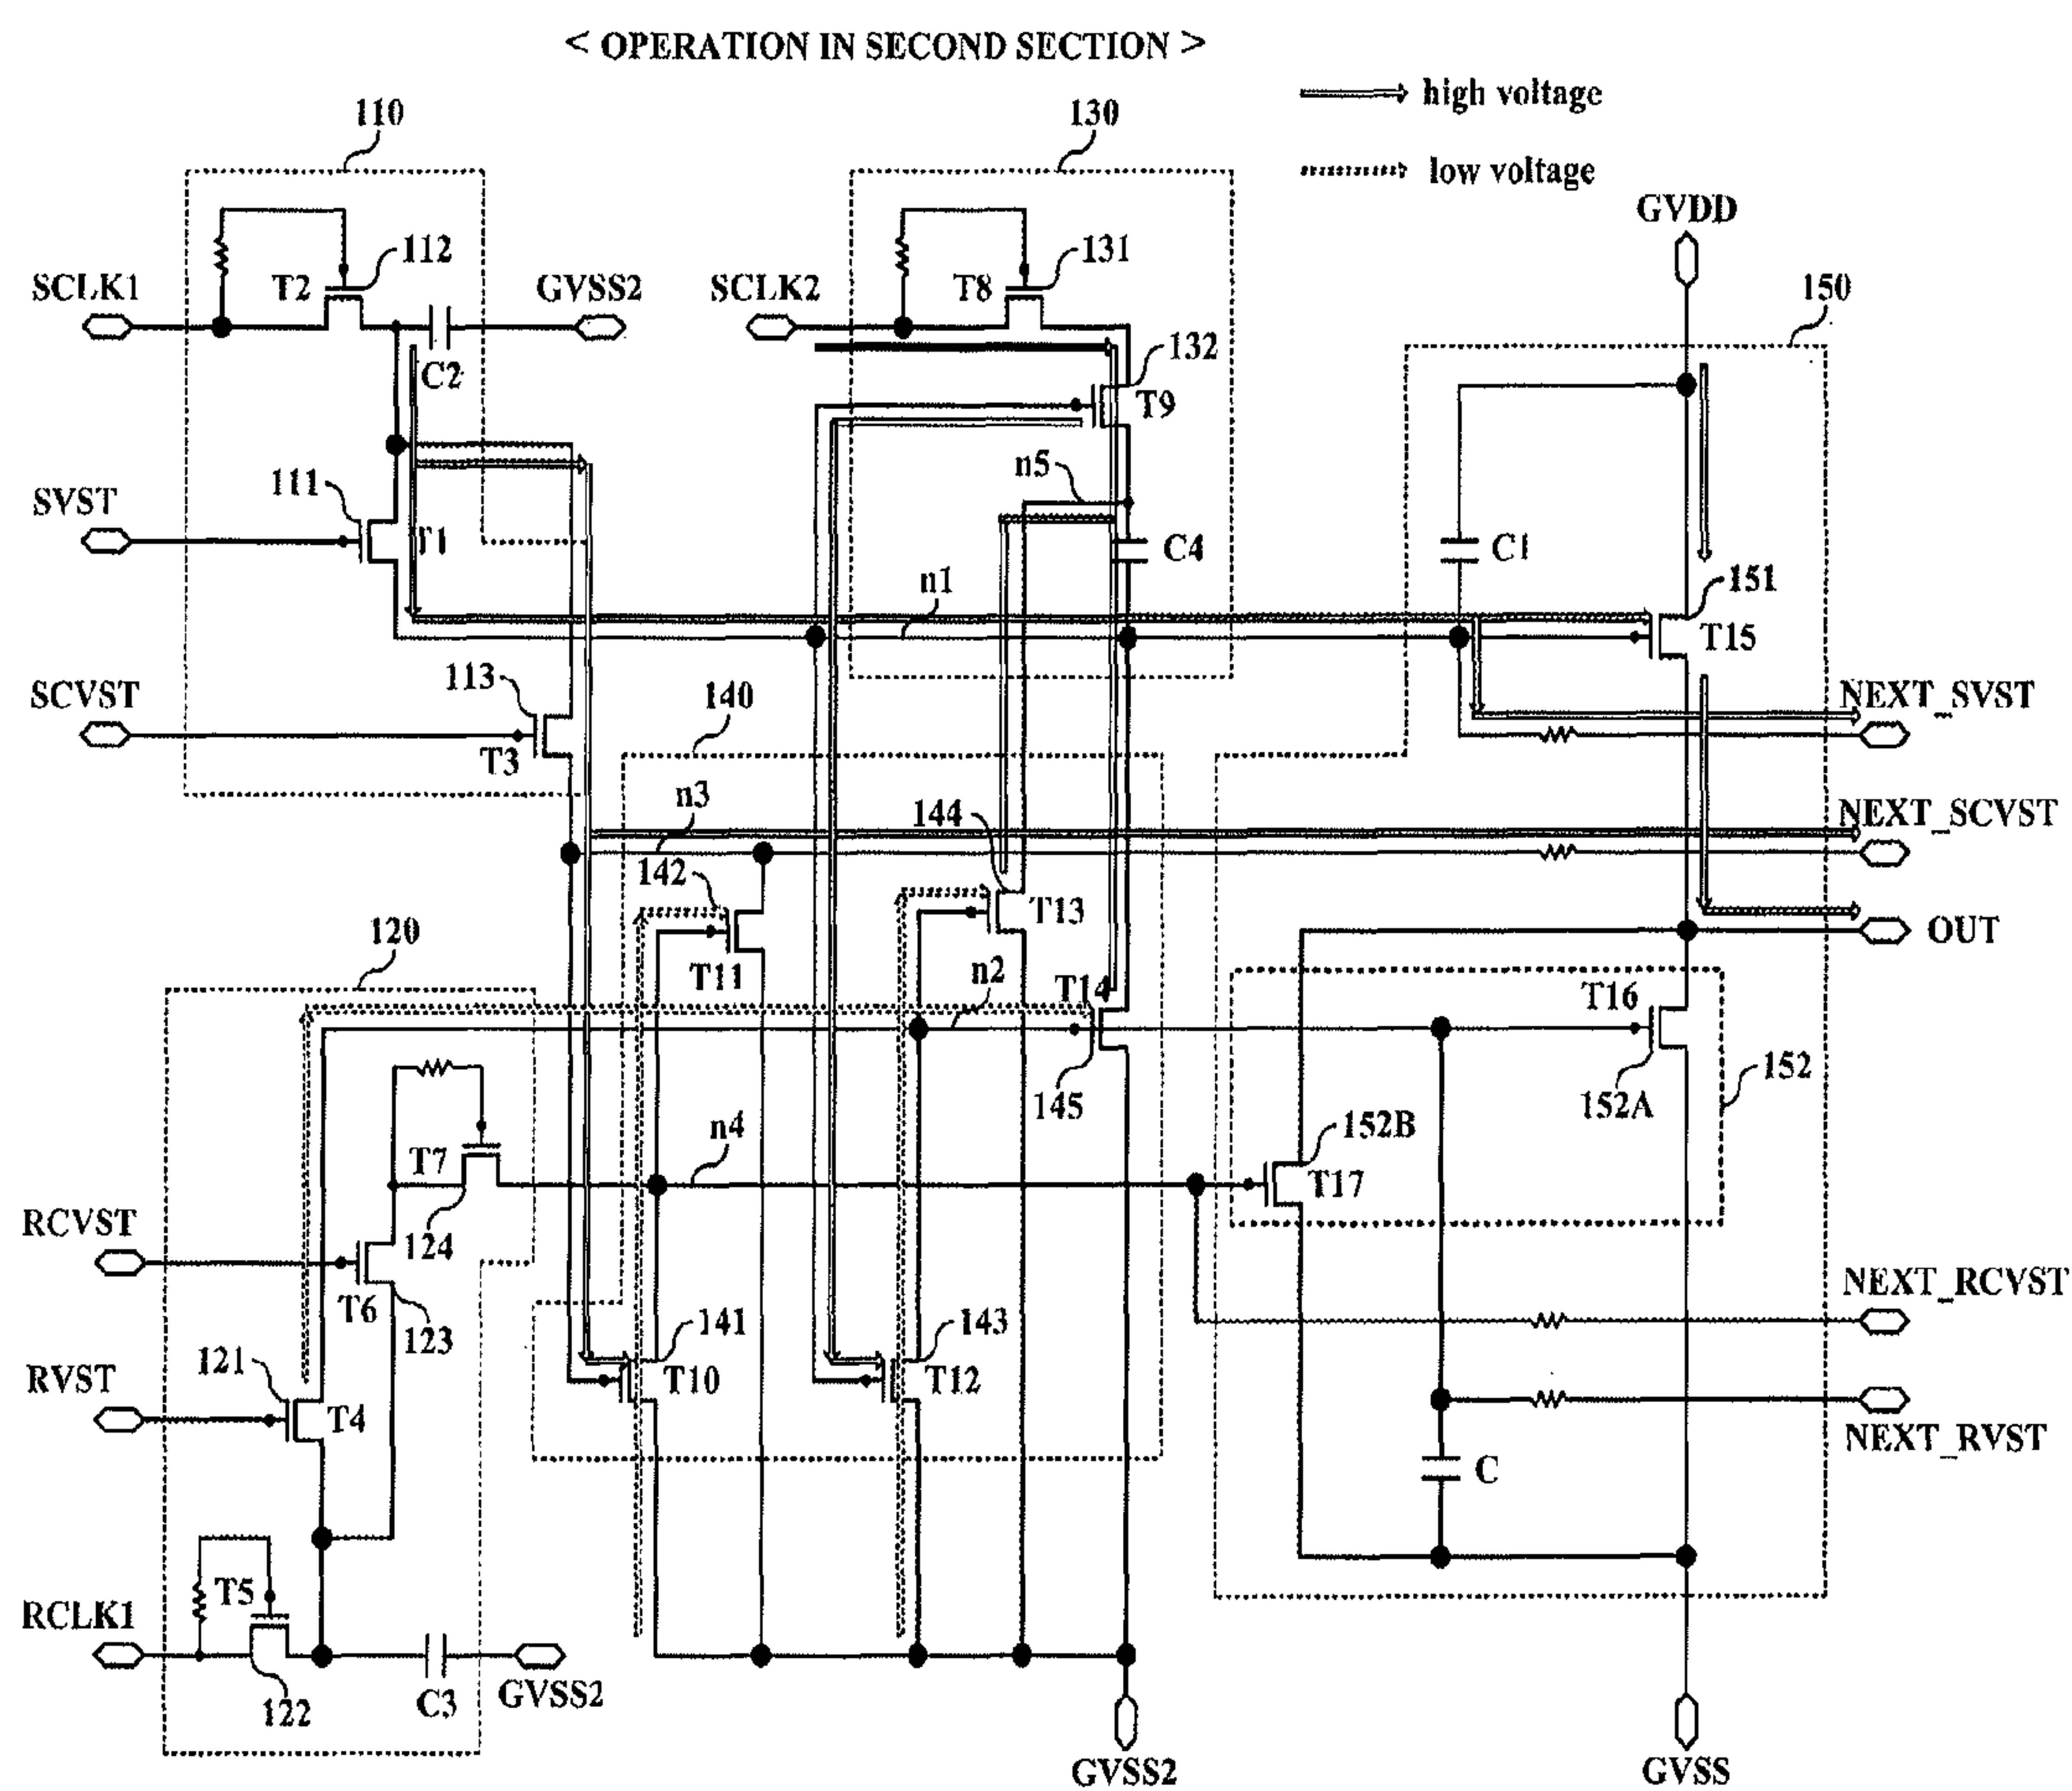 < OPERATION IN SECOND SECTION >
high voltage
low voltage
110
130
GVDD
112
131
150
SCLK1
T2
GVSS2
SCLK2
T8
C2
132
T9
111
n5
SVST
T1
C4
C1
n1
151
T15
113
SCVST
140
NEXT_SVST
T3
n3
144
NEXT_SCVST
142
T13
120
T11
n2
OUT
T14
T16
145
152A
152
n4
152B
T7
T17
RCVST
124
T6
123
NEXT_RCVST
141
143
121
T10
T12
RVST
T4
NEXT_RVST
C
T5
RCLK1
122
C3
GVSS2
GVSS2
GVSS